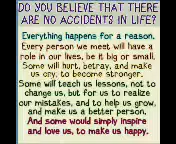 DO YOU BELIEVE THAT THERE
ARE NO ACCIDENTS IN LIFE?
Everything happens for a reason.
Every person we meet will have a
role in our lives, be it big or small.
Some will hurt, betray, and make
us cry, to become stronger.
Some will teach us lessons, not to
change us, but for us to realize
our mistakes, and to help us grow,
and make us a better person.
And some would simply inspire
and love us, to make us happy.